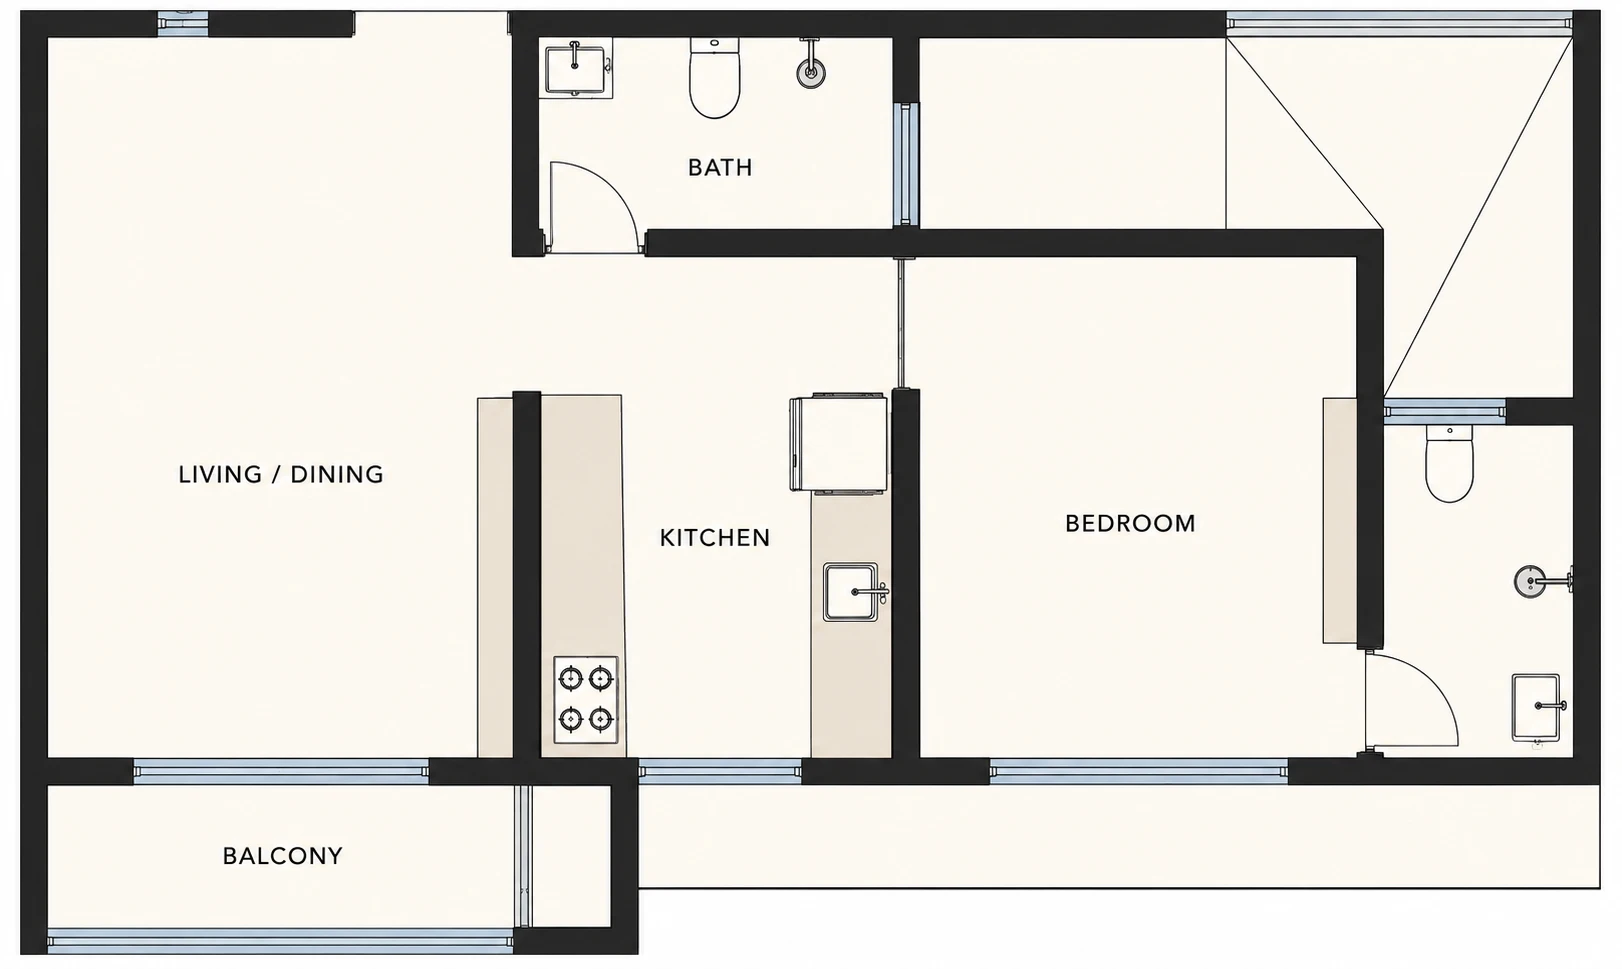 BATH
LIVING / DINING
KITCHEN
BEDROOM
BALCONY